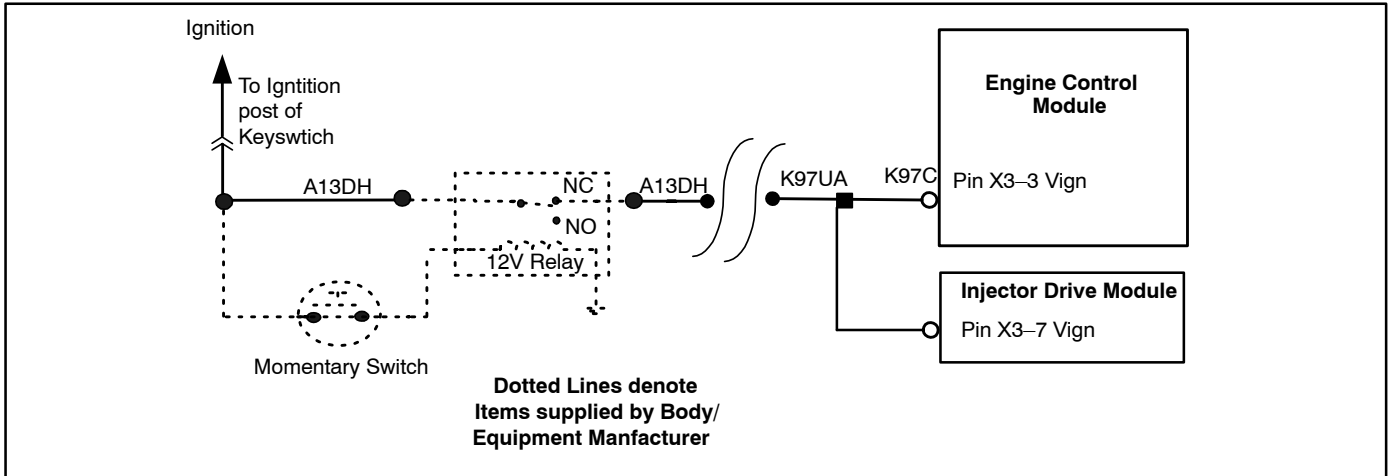 Ignition
To Igntition
post of
Keyswtich
A13DH
NC
NO
12V Relay
A13DH
K97UA
K97C
Engine Control
Module
Pin X3–3 Vign
Injector Drive Module
Pin X3–7 Vign
Momentary Switch
Dotted Lines denote
Items supplied by Body/
Equipment Manfacturer